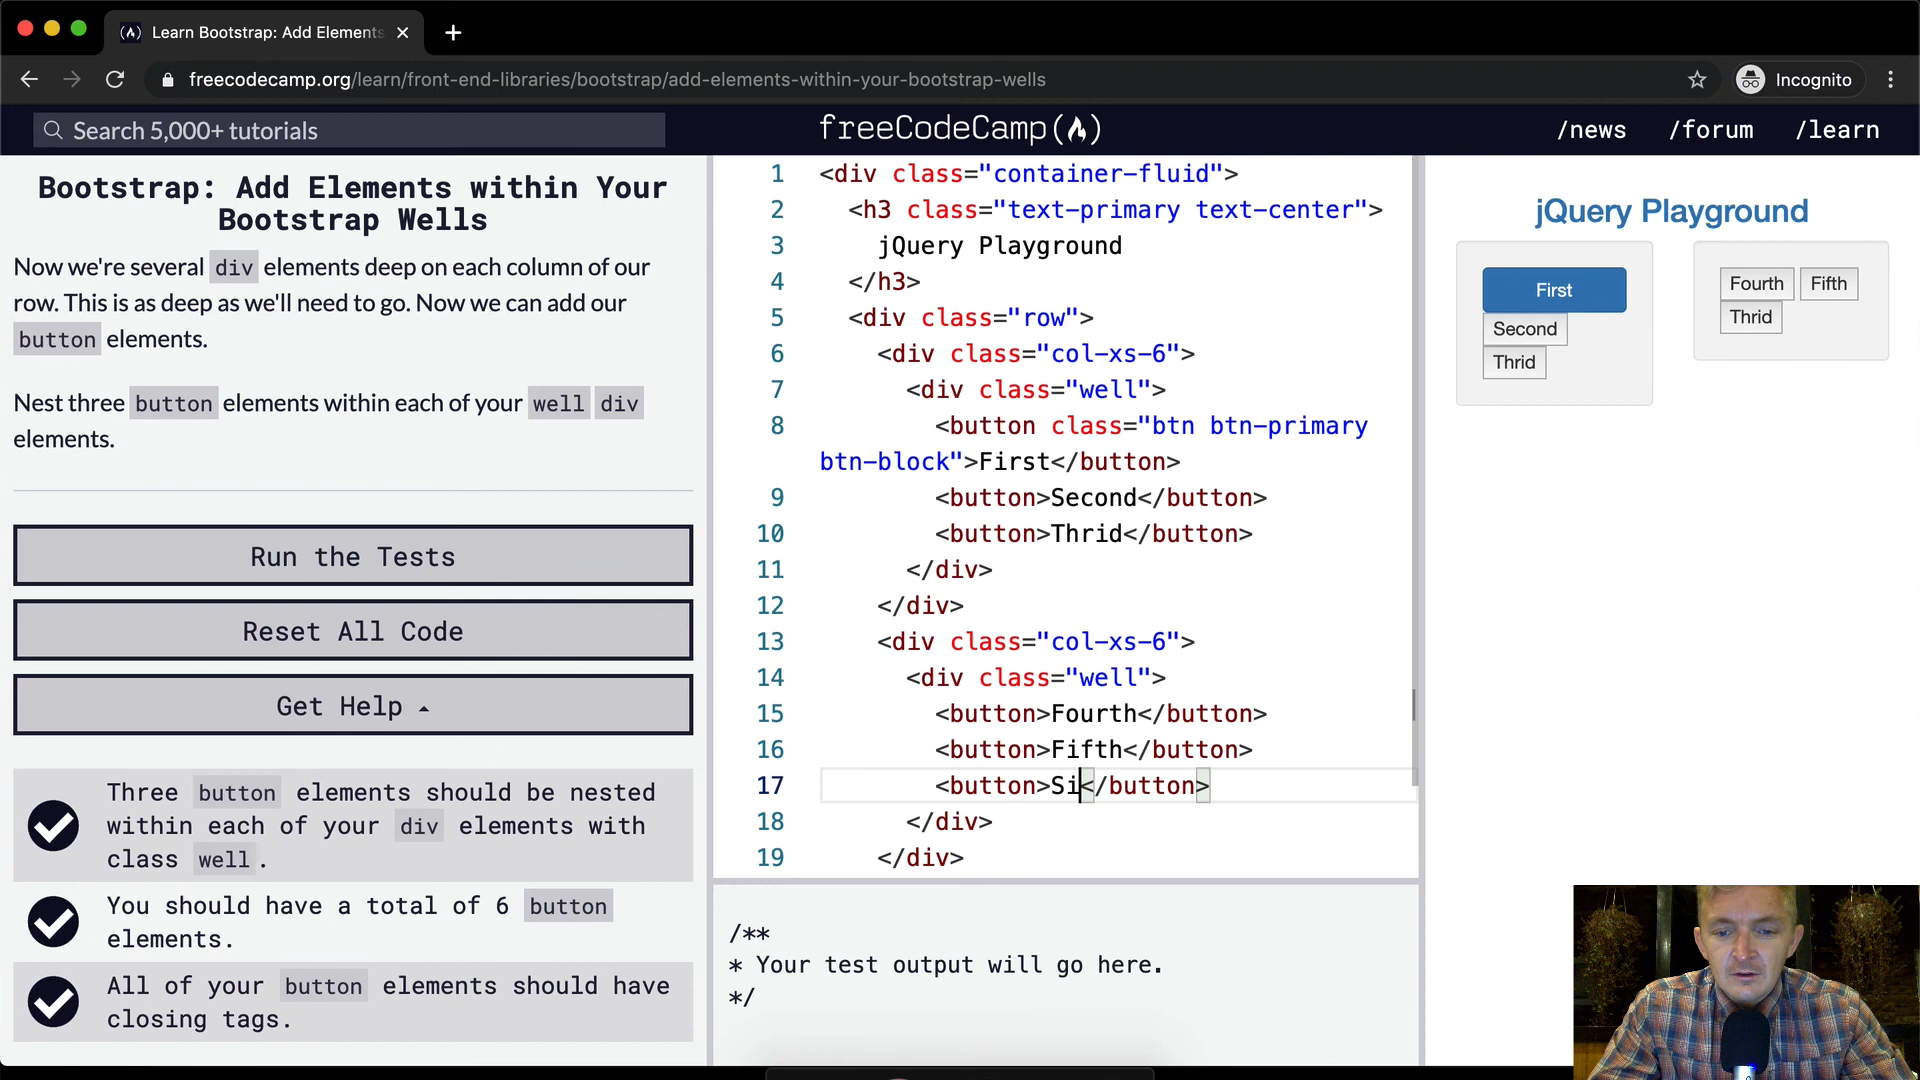 Learn Bootstrap: Add Elements
freecodecamp.org/learn/front-end-libraries/bootstrap/add-elements-within-your-bootstrap-wells
Incognito
Search 5,000+ tutorials
freeCodeCamp
/news /forum /learn
Bootstrap: Add Elements within Your
Bootstrap Wells
Now we're several div elements deep on each column of our
row. This is as deep as we'll need to go. Now we can add our
button elements.
Nest three button elements within each of your well div
elements.
Run the Tests
Reset All Code
Get Help
Three button elements should be nested
within each of your div elements with
class well.
You should have a total of 6 button
elements.
All of your button elements should have
closing tags.
1 <div class="container-fluid">
2 <h3 class="text-primary text-center">
3 jQuery Playground
4 </h3>
5 <div class="row">
6 <div class="col-xs-6">
7 <div class="well">
8 <button class="btn btn-primary
btn-block">First</button>
9 <button>Second</button>
10 <button>Thrid</button>
11 </div>
12 </div>
13 <div class="col-xs-6">
14 <div class="well">
15 <button>Fourth</button>
16 <button>Fifth</button>
17 <button>Si</button>
18 </div>
19 </div>
/**
* Your test output will go here.
*/
jQuery Playground
First
Second
Thrid
Fourth Fifth
Thrid